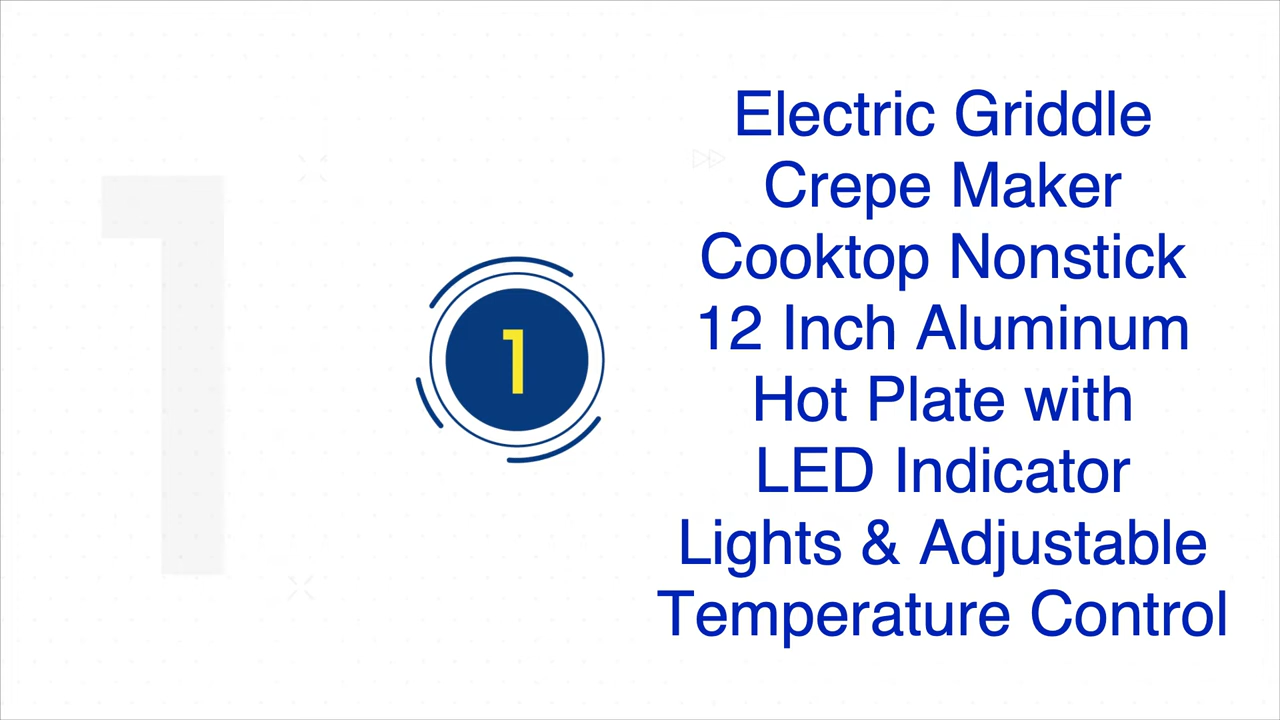 1
1
Electric Griddle
Crepe Maker
Cooktop Nonstick
12 Inch Aluminum
Hot Plate with
LED Indicator
Lights & Adjustable
Temperature Control